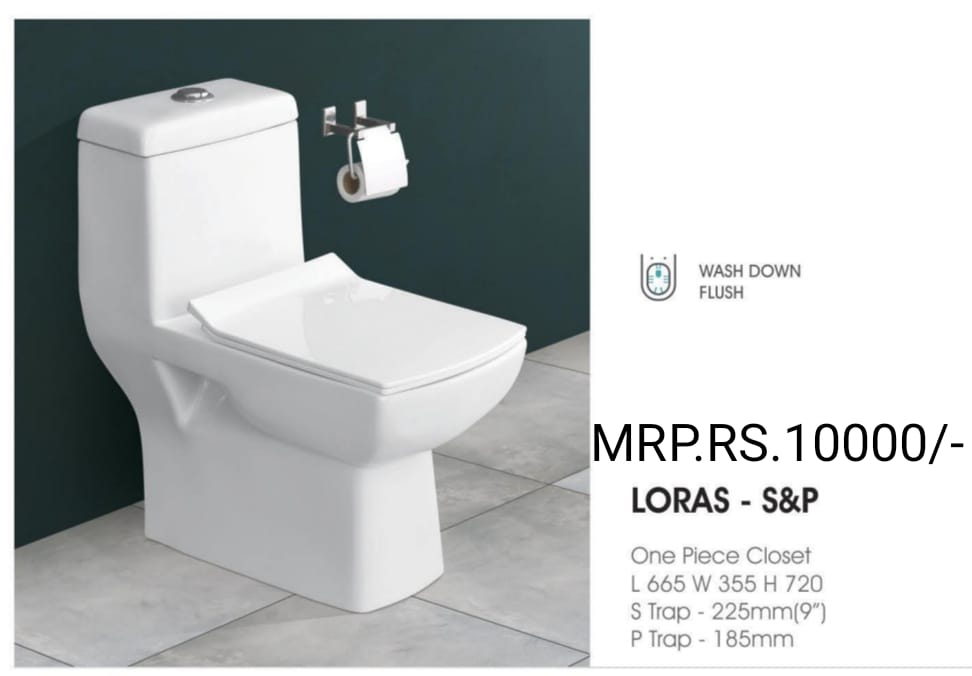 WASH DOWN
FLUSH
MRP.RS.10000/-
LORAS - S&P
One Piece Closet
L 665 W 355 H 720
S Trap - 225mm(9”)
P Trap - 185mm